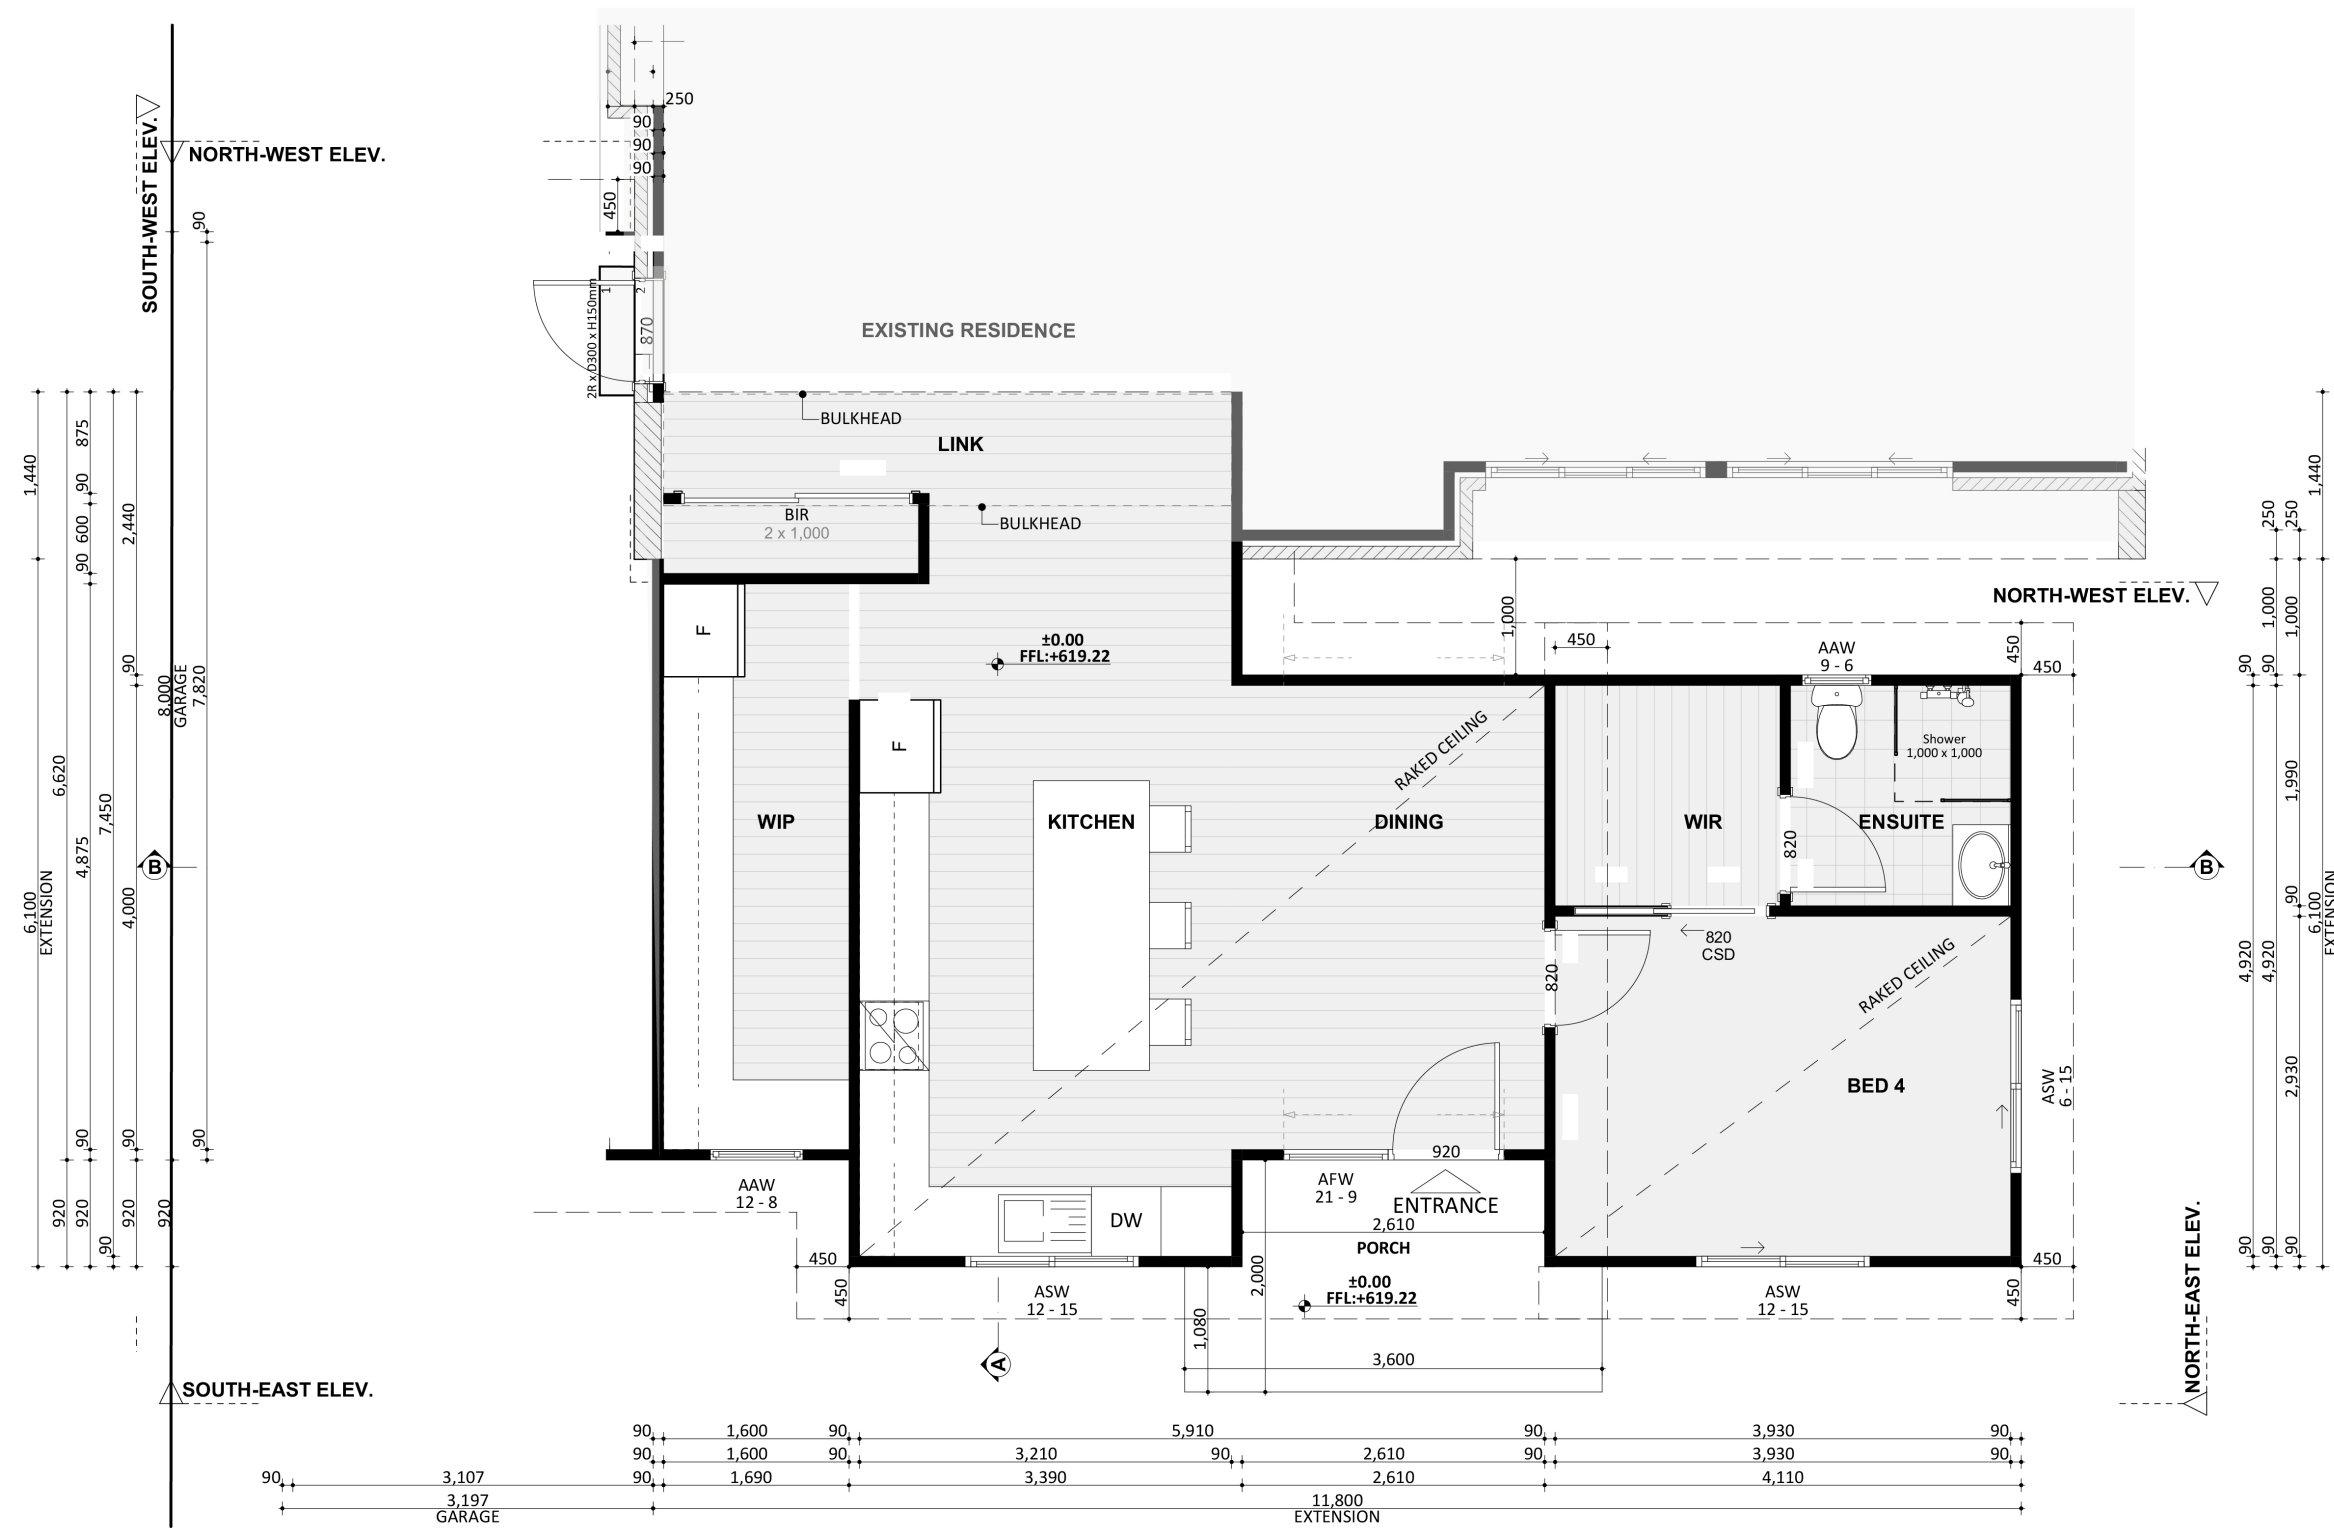 250
90
90
90
SOUTH-WEST ELEV.
NORTH-WEST ELEV.
450
90
2R x D300 x H150mm
1
2
870
EXISTING RESIDENCE
BULKHEAD
LINK
BIR
2 x 1,000
BULKHEAD
1,440
875
90
600
90
2,440
90
8,000
GARAGE
7,820
6,620
7,450
4,875
4,000
6,100
EXTENSION
B
90
90
90
920
920
90
920
920
F
F
±0.00
FFL:+619.22
WIP
KITCHEN
DINING
RAKED CEILING
1,000
450
AAW
9 - 6
450
450
NORTH-WEST ELEV.
Shower
1,000 x 1,000
WIR
ENSUITE
820
820
CSD
820
RAKED CEILING
BED 4
ASW
6 - 15
1,440
250
250
1,000
1,000
90
90
1,990
B
90
6,100
EXTENSION
4,920
4,920
2,930
90
90
90
AAW
12 - 8
DW
920
AFW
21 - 9
ENTRANCE
2,610
PORCH
±0.00
FFL:+619.22
450
450
ASW
12 - 15
2,000
1,080
3,600
ASW
12 - 15
450
450
NORTH-EAST ELEV.
A
SOUTH-EAST ELEV.
90 1,600 90 5,910 90 3,930 90
90 1,600 90 3,210 90 2,610 90 3,930 90
90 3,107 90 1,690 3,390 2,610 4,110
3,197 11,800
GARAGE EXTENSION